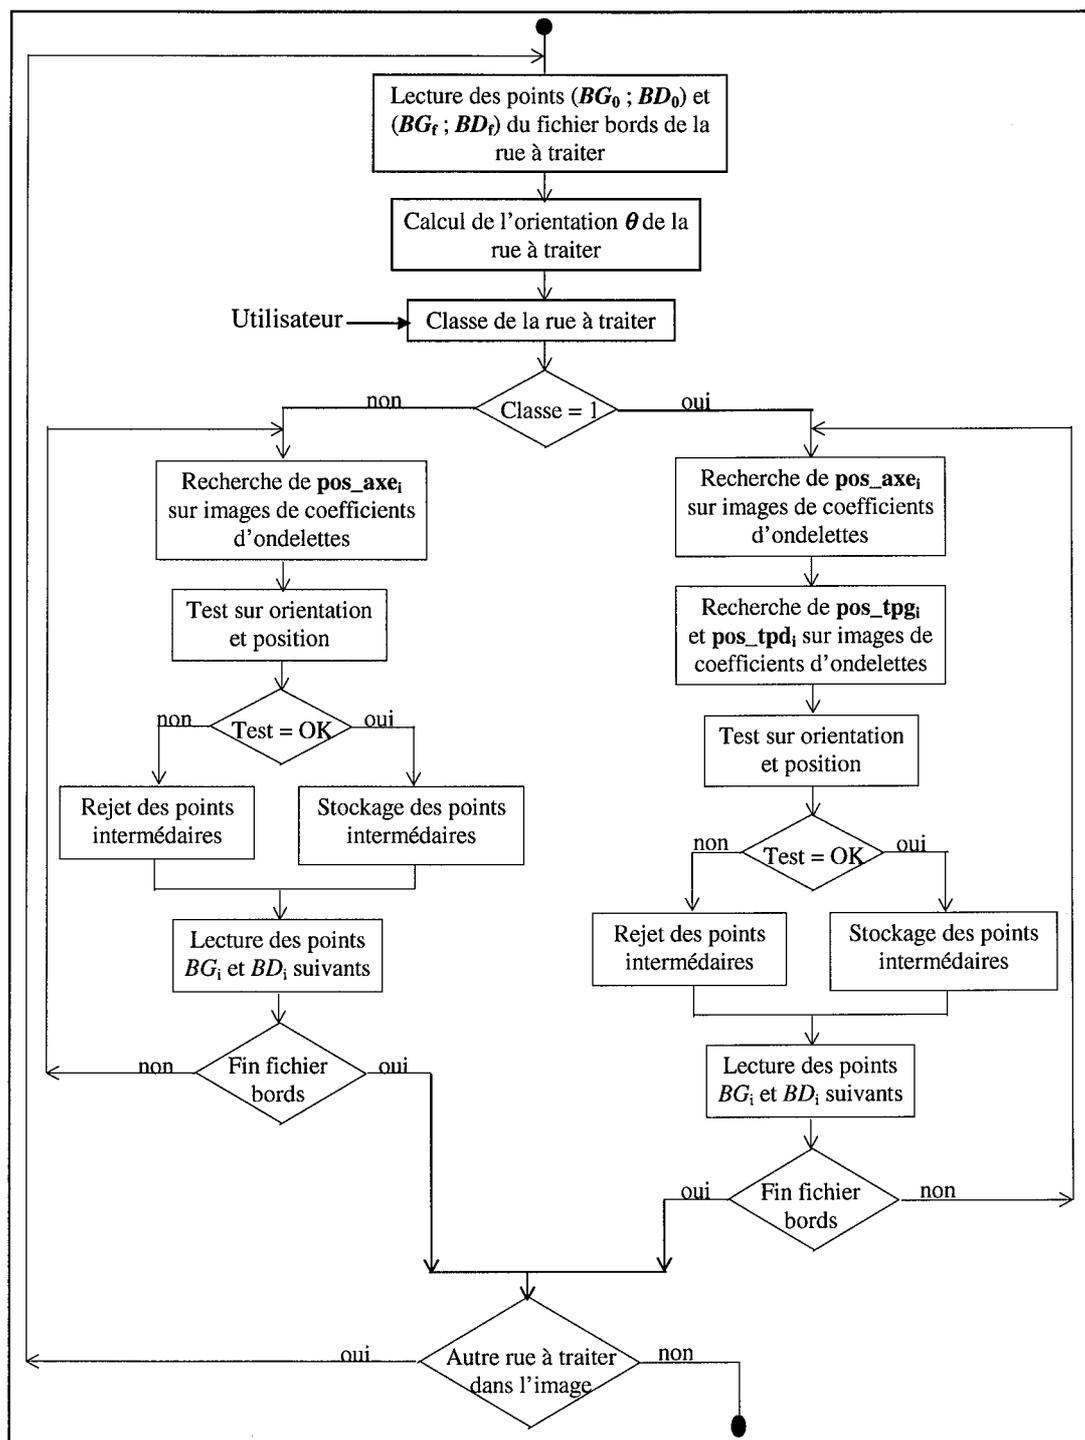 Lecture des points (BG₀ ; BD₀) et
(BGf ; BDf) du fichier bords de la
rue à traiter
Calcul de l'orientation θ de la
rue à traiter
Utilisateur
Classe de la rue à traiter
non
Classe = 1
oui
Recherche de pos_axeᵢ
sur images de coefficients
d'ondelettes
Test sur orientation
et position
non
Test = OK
oui
Rejet des points
intermédaires
Stockage des points
intermédaires
Lecture des points
BGᵢ et BDᵢ suivants
non
Fin fichier
bords
oui
Recherche de pos_axeᵢ
sur images de coefficients
d'ondelettes
Recherche de pos_tpgᵢ
et pos_tpdᵢ sur images de
coefficients d'ondelettes
Test sur orientation
et position
non
Test = OK
oui
Rejet des points
intermédaires
Stockage des points
intermédaires
Lecture des points
BGᵢ et BDᵢ suivants
oui
Fin fichier
bords
non
oui
Autre rue à traiter
dans l'image
non